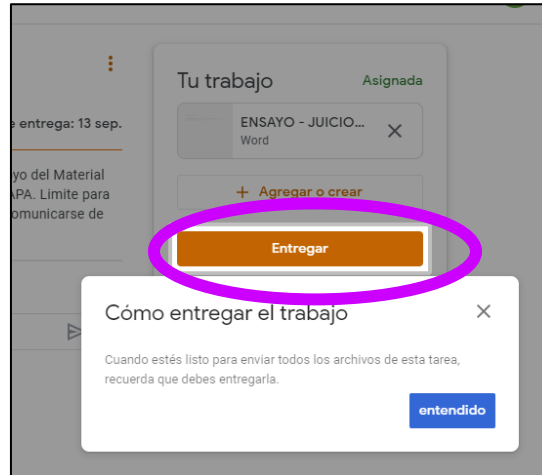 Tu trabajo
Asignada
e entrega: 13 sep.
ENSAYO - JUICIO...
Word
yo del Material
APA. Limite para
omunicarse de
+ Agregar o crear
Entregar
Cómo entregar el trabajo
Cuando estés listo para enviar todos los archivos de esta tarea,
recuerda que debes entregarla.
entendido